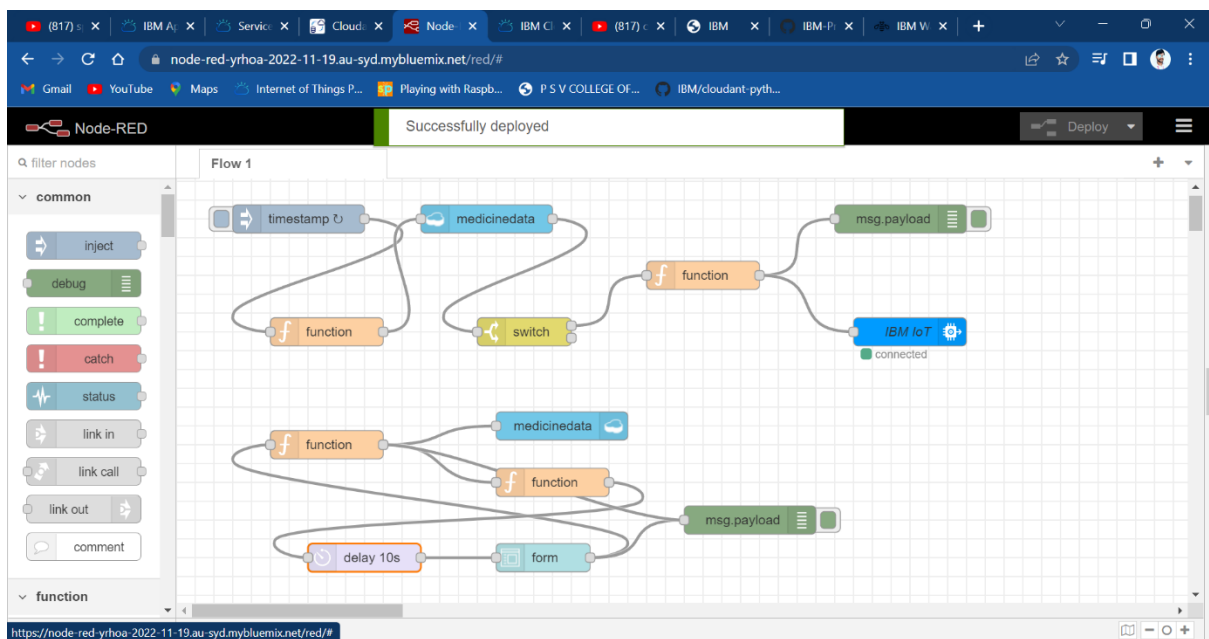 (817) s
IBM Ap
Service
Clouda
Node-
IBM Cl
(817) c
IBM
IBM-Pr
IBM W
node-red-yrhoa-2022-11-19.au-syd.mybluemix.net/red/#
Gmail
YouTube
Maps
Internet of Things P...
Playing with Raspb...
P S V COLLEGE OF...
IBM/cloudant-pyth...
Node-RED
Successfully deployed
Deploy
filter nodes
Flow 1
common
inject
debug
complete
catch
status
link in
link call
link out
comment
function
timestamp ↻
medicinedata
msg.payload
function
function
switch
IBM IoT
connected
medicinedata
function
function
msg.payload
delay 10s
form
https://node-red-yrhoa-2022-11-19.au-syd.mybluemix.net/red/#